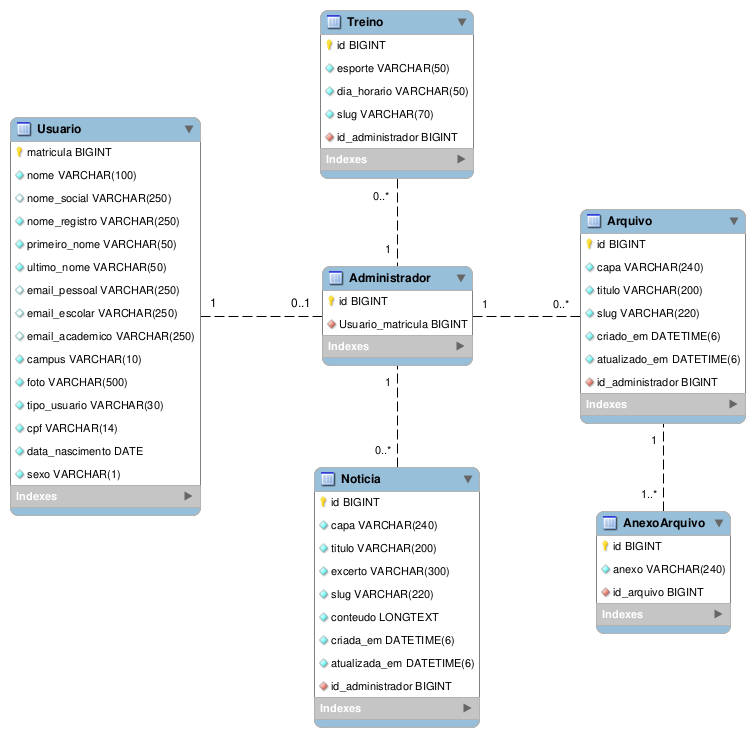 Treino
id BIGINT
esporte VARCHAR(50)
dia_horario VARCHAR(50)
slug VARCHAR(70)
id_administrador BIGINT
Indexes
Usuario
matricula BIGINT
nome VARCHAR(100)
nome_social VARCHAR(250)
nome_registro VARCHAR(250)
primeiro_nome VARCHAR(50)
ultimo_nome VARCHAR(50)
email_pessoal VARCHAR(250)
email_escolar VARCHAR(250)
email_academico VARCHAR(250)
campus VARCHAR(10)
foto VARCHAR(500)
tipo_usuario VARCHAR(30)
cpf VARCHAR(14)
data_nascimento DATE
sexo VARCHAR(1)
Indexes
0..*
1
1
0..1
Administrador
id BIGINT
Usuario_matricula BIGINT
Indexes
1
0..*
Arquivo
id BIGINT
capa VARCHAR(240)
titulo VARCHAR(200)
slug VARCHAR(220)
criado_em DATETIME(6)
atualizado_em DATETIME(6)
id_administrador BIGINT
Indexes
1
0..*
Noticia
id BIGINT
capa VARCHAR(240)
titulo VARCHAR(200)
excerto VARCHAR(300)
slug VARCHAR(220)
conteudo LONGTEXT
criada_em DATETIME(6)
atualizada_em DATETIME(6)
id_administrador BIGINT
Indexes
1
1..*
AnexoArquivo
id BIGINT
anexo VARCHAR(240)
id_arquivo BIGINT
Indexes